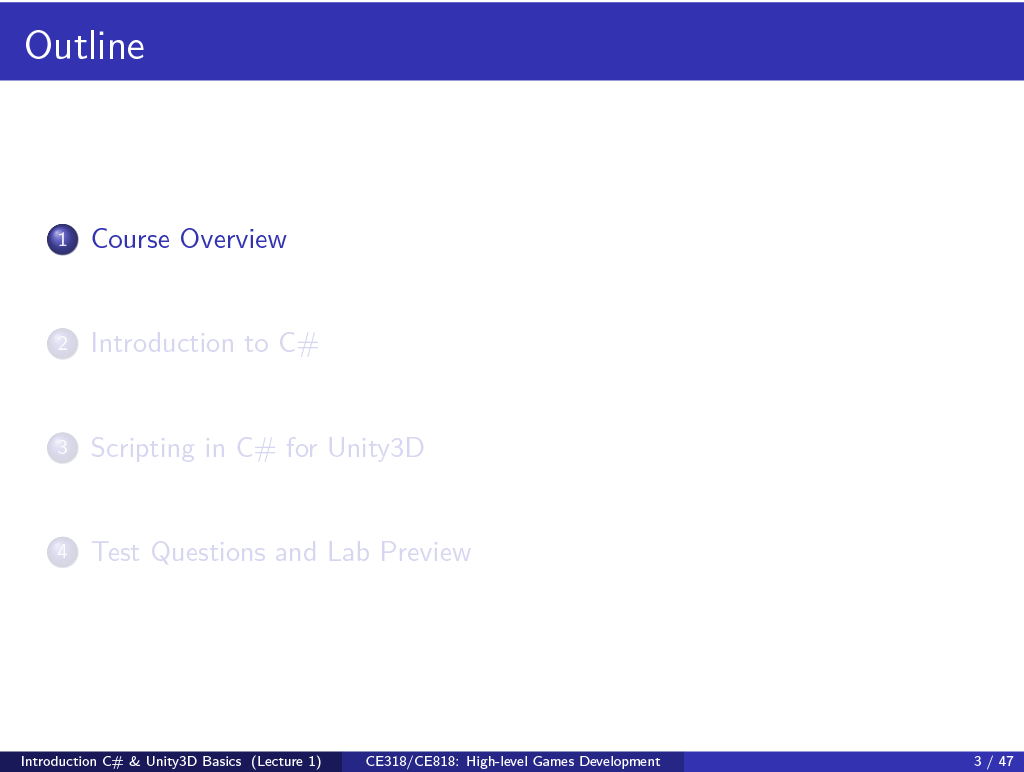 Outline
1 Course Overview
2 Introduction to C#
3 Scripting in C# for Unity3D
4 Test Questions and Lab Preview
Introduction C# & Unity3D Basics (Lecture 1) CE318/CE818: High-level Games Development 3 / 47